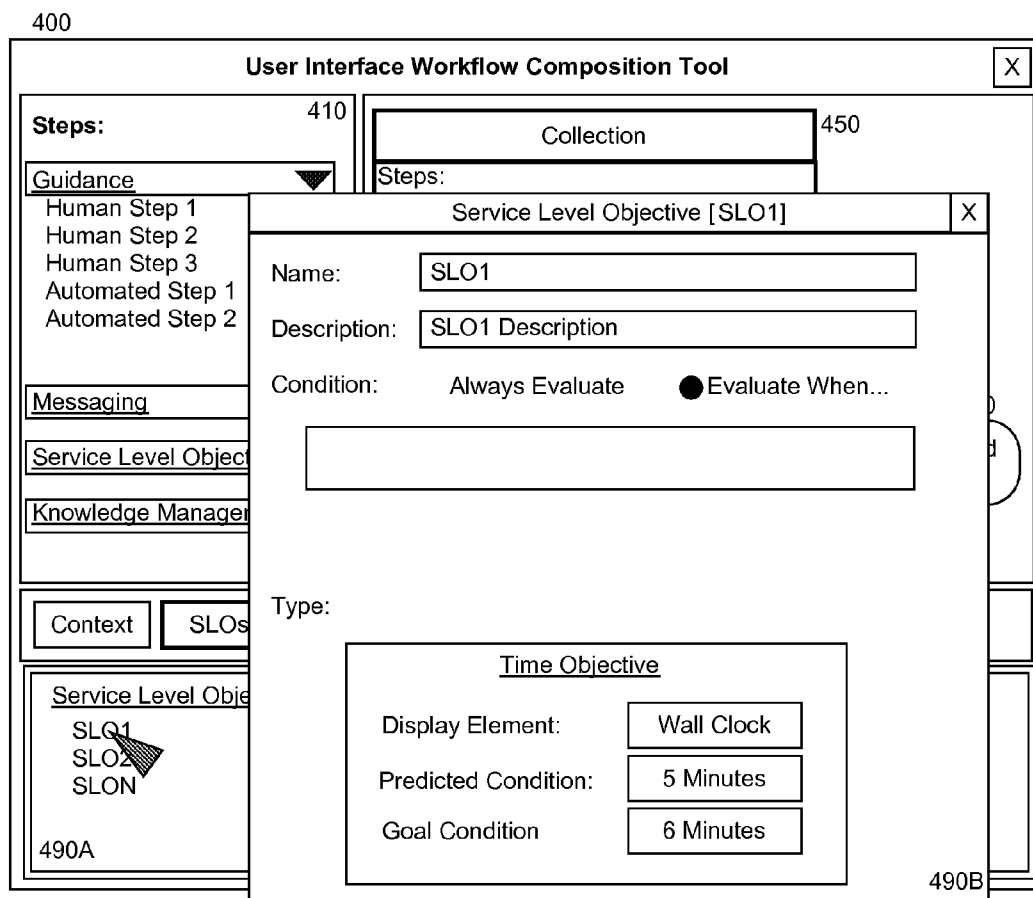 400
User Interface Workflow Composition Tool
X
Steps:
410
Guidance
Human Step 1
Human Step 2
Human Step 3
Automated Step 1
Automated Step 2
Messaging
Service Level Object
Knowledge Manager
Collection
450
Steps:
Service Level Objective [SLO1]
X
Name:
SLO1
Description:
SLO1 Description
Condition:
Always Evaluate
Evaluate When...
Type:
Time Objective
Display Element:
Wall Clock
Predicted Condition:
5 Minutes
Goal Condition
6 Minutes
490B
Context
SLOs
Service Level Obje
SLO1
SLO2
SLON
490A